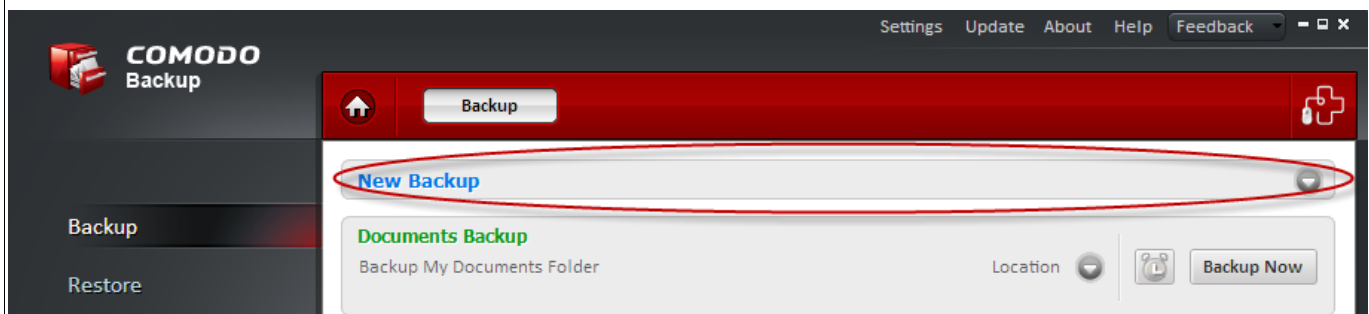 Settings Update About Help Feedback
COMODO
Backup
Backup
New Backup
Backup
Documents Backup
Backup My Documents Folder Location Backup Now
Restore